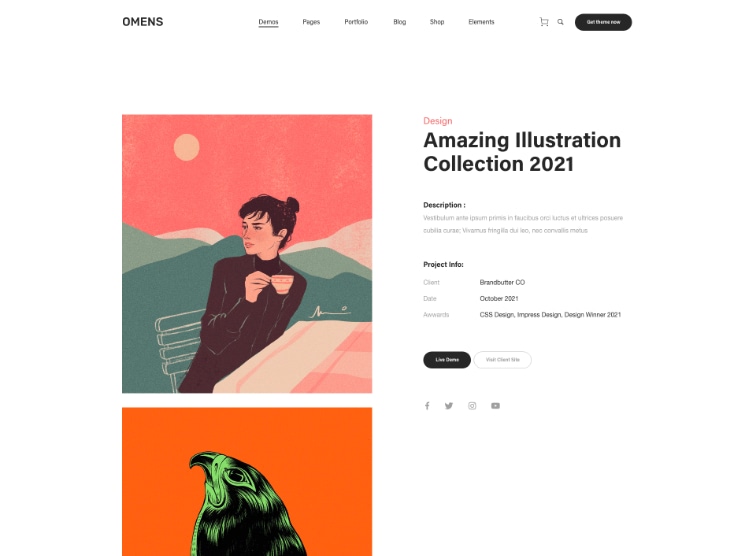 OMENS
Demos
Pages
Portfolio
Blog
Shop
Elements
Get theme now
Design
Amazing Illustration
Collection 2021
Description :
Vestibulum ante ipsum primis in faucibus orci luctus et ultrices posuere
cubilia curae; Vivamus fringilla dui leo, nec convallis metus
Project Info:
Client Brandbutter CO
Date October 2021
Awwards CSS Design, Impress Design, Design Winner 2021
Live Demo
Visit Client Site